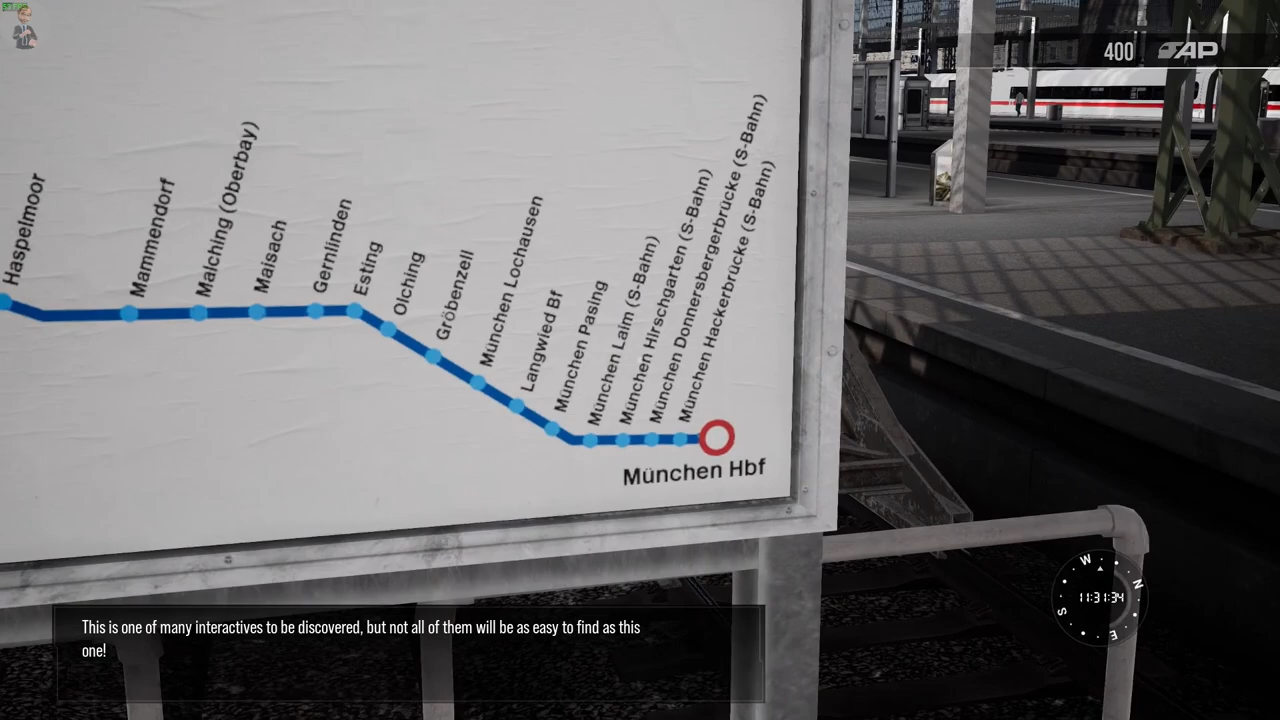 400 AP
Haspelmoor
Mammendorf
Malching (Oberbay)
Maisach
Gernlinden
Esting
Olching
Gröbenzell
München Lochausen
Langwied Bf
München Pasing
München Laim (S-Bahn)
München Hirschgarten (S-Bahn)
München Donnersbergerbrücke (S-Bahn)
München Hackerbrücke (S-Bahn)
München Hbf
W
N
S
E
11:31:34
This is one of many interactives to be discovered, but not all of them will be as easy to find as this
one!